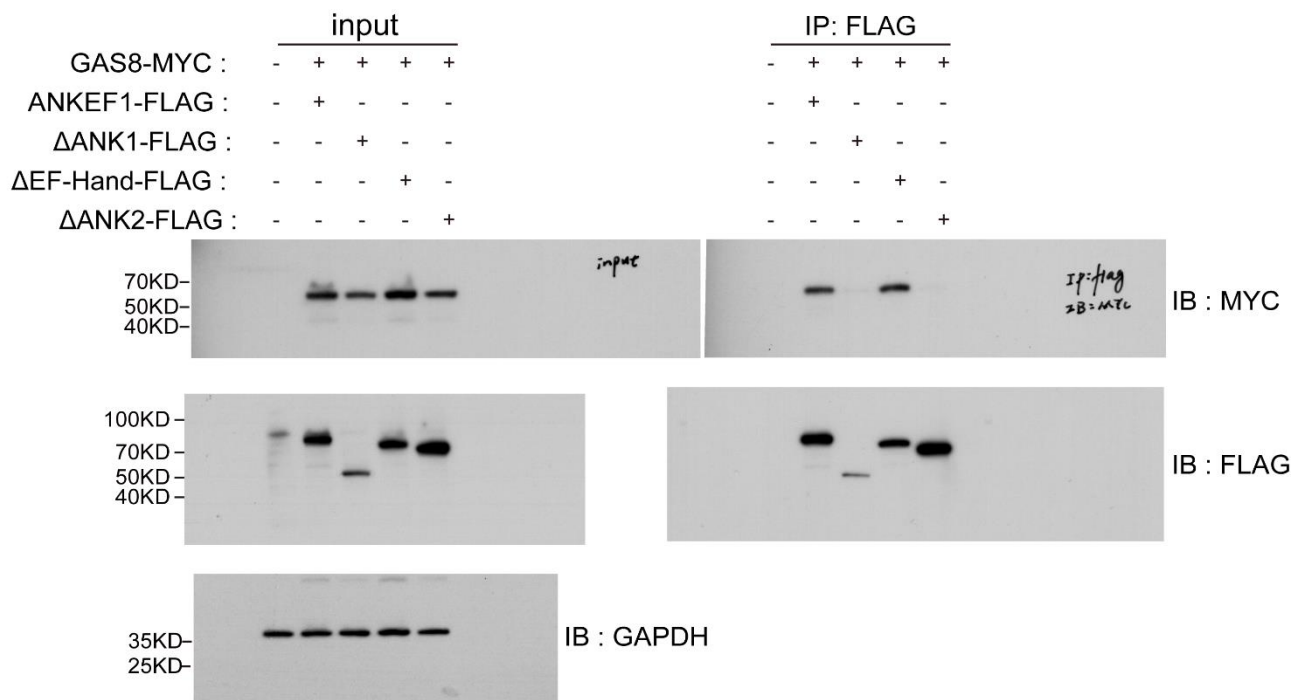 input IP: FLAG
GAS8-MYC : - + + + + - + + + +
ANKEF1-FLAG : - + - - - - + - - -
ΔANK1-FLAG : - - + - - - - + - -
ΔEF-Hand-FLAG : - - - + - - - - + -
ΔANK2-FLAG : - - - - + - - - - +
input
70KD
50KD
40KD
IP: flag
IB = MYC
IB : MYC
100KD
70KD
50KD
40KD
IB : FLAG
35KD
25KD
IB : GAPDH